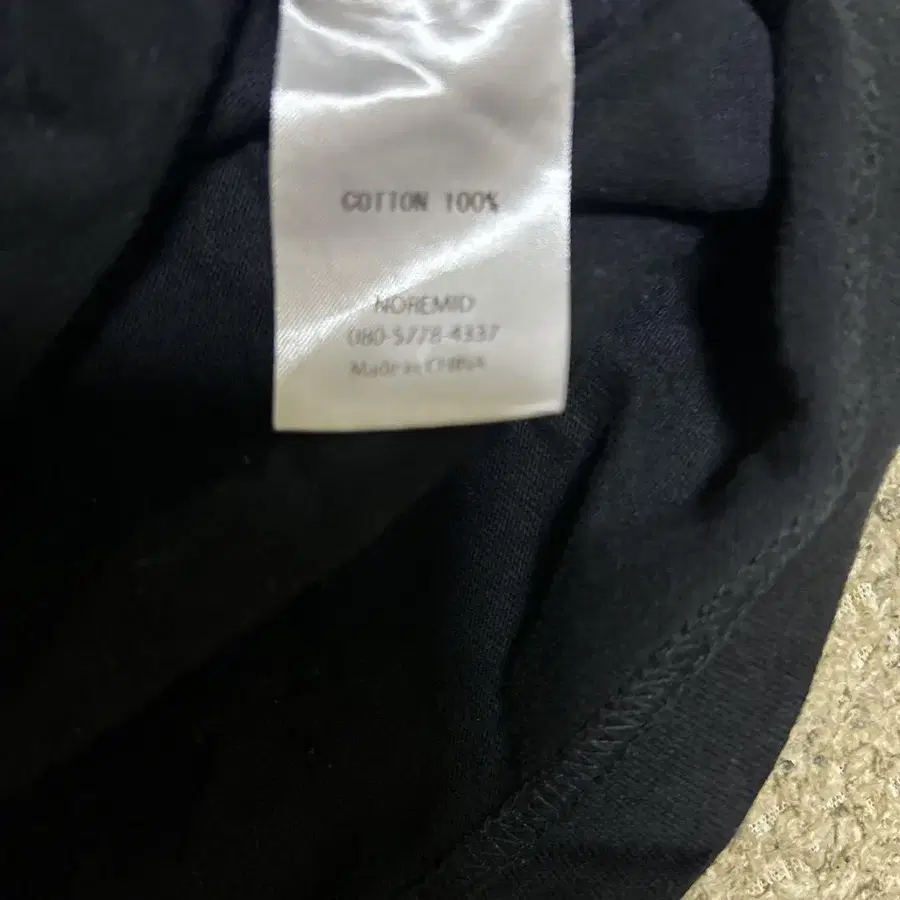 COTTON 100%
NOREMID
080-5778-4337
Made in CHINA